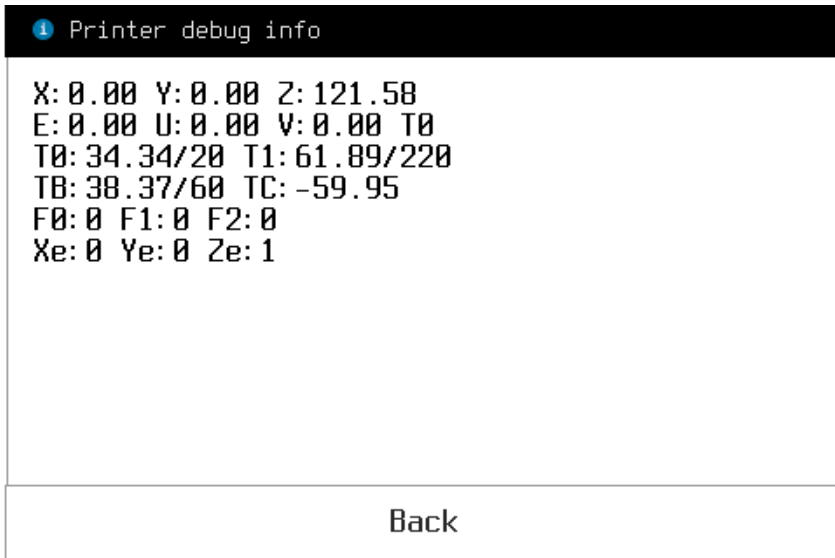 Printer debug info
X:0.00 Y:0.00 Z:121.58
E:0.00 U:0.00 V:0.00 T0
T0:34.34/20 T1:61.89/220
TB:38.37/60 TC:-59.95
F0:0 F1:0 F2:0
Xe:0 Ye:0 Ze:1
Back